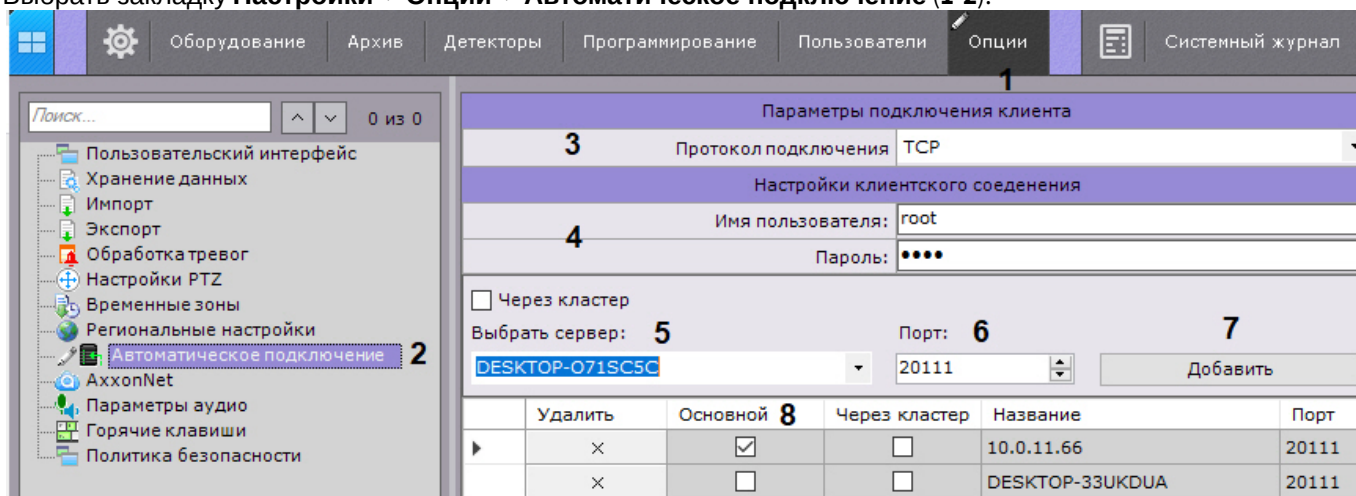 Выбрать закладку Настройки - Опции - Автоматическое подключение (1-2).
Оборудование Архив Детекторы Программирование Пользователи Опции Системный журнал
1
Поиск... 0 из 0
Пользовательский интерфейс
Хранение данных
Импорт
Экспорт
Обработка тревог
Настройки PTZ
Временные зоны
Региональные настройки
Автоматическое подключение 2
AxxonNet
Параметры аудио
Горячие клавиши
Политика безопасности
Параметры подключения клиента
3 Протокол подключения TCP
Настройки клиентского соеденения
4 Имя пользователя: root
Пароль: ●●●●
Через кластер
Выбрать сервер: 5 Порт: 6 7
DESKTOP-O71SC5C 20111 Добавить
Удалить Основной 8 Через кластер Название Порт
× 10.0.11.66 20111
× DESKTOP-33UKDUA 20111